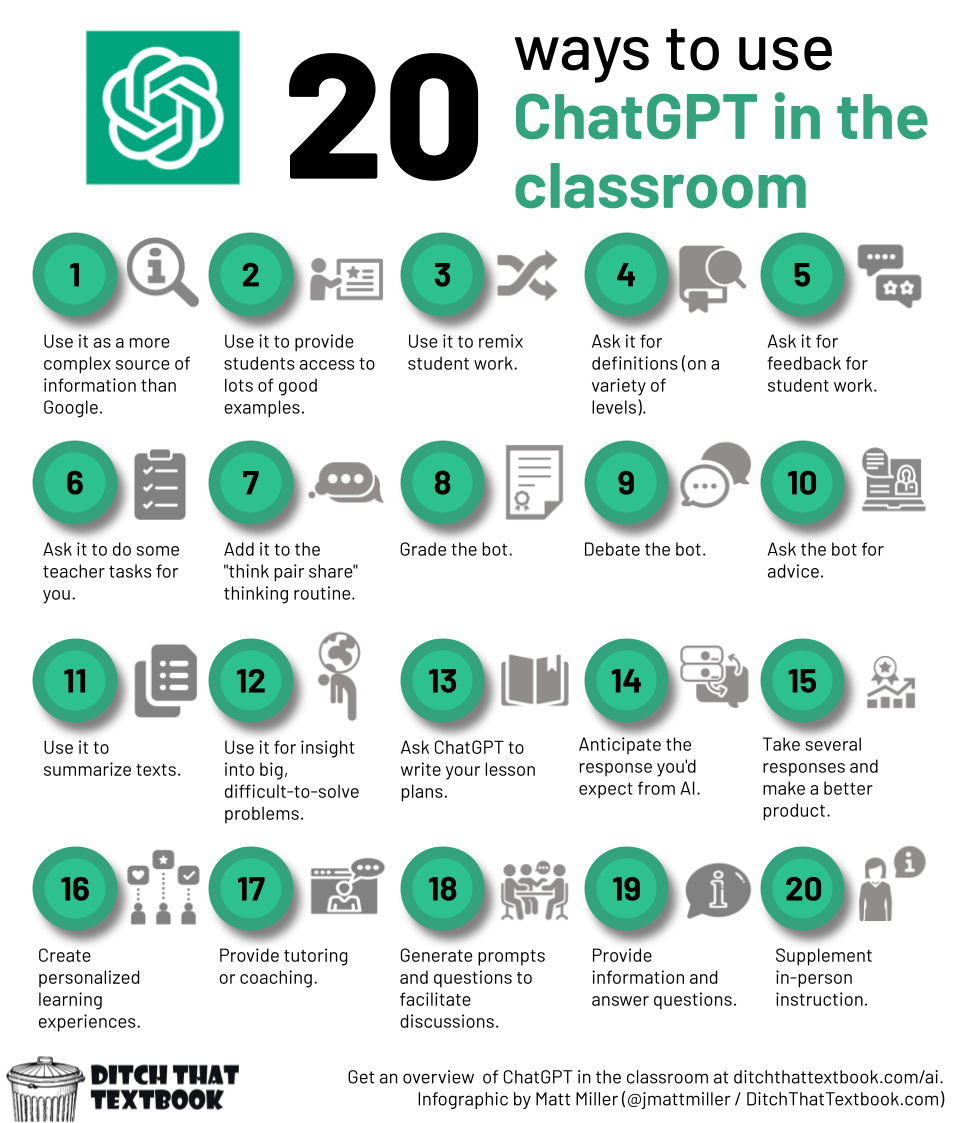 20
ways to use
ChatGPT in the
classroom
1
Use it as a more
complex source of
information than
Google.
2
Use it to provide
students access to
lots of good
examples.
3
Use it to remix
student work.
4
Ask it for
definitions (on a
variety of
levels).
5
Ask it for
feedback for
student work.
6
Ask it to do some
teacher tasks for
you.
7
Add it to the
"think pair share"
thinking routine.
8
Grade the bot.
9
Debate the bot.
10
Ask the bot for
advice.
11
Use it to
summarize texts.
12
Use it for insight
into big,
difficult-to-solve
problems.
13
Ask ChatGPT to
write your lesson
plans.
14
Anticipate the
response you'd
expect from AI.
15
Take several
responses and
make a better
product.
16
Create
personalized
learning
experiences.
17
Provide tutoring
or coaching.
18
Generate prompts
and questions to
facilitate
discussions.
19
Provide
information and
answer questions.
20
Supplement
in-person
instruction.
DITCH THAT
TEXTBOOK
Get an overview of ChatGPT in the classroom at ditchthattextbook.com/ai.
Infographic by Matt Miller (@jmattmiller / DitchThatTextbook.com)